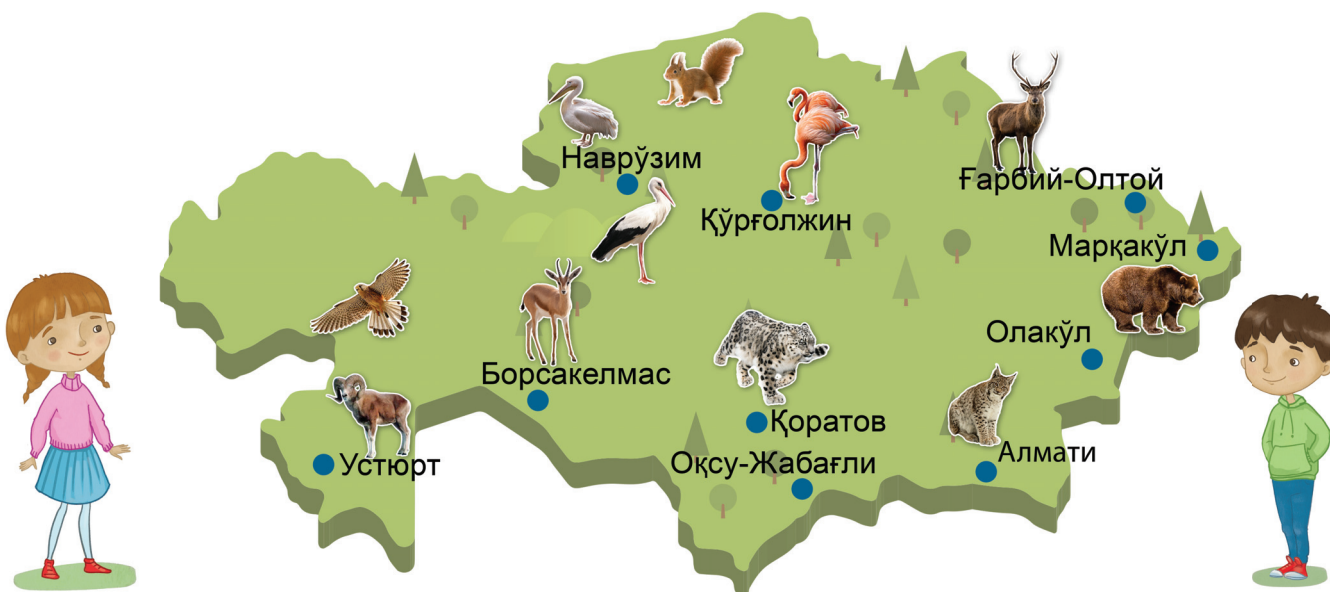 Наврўзим
Қўрғолжин
Ғарбий-Олтой
Марқакўл
Олакўл
Борсакелмас
Қоратов
Устюрт
Оқсу-Жабағли
Алмати